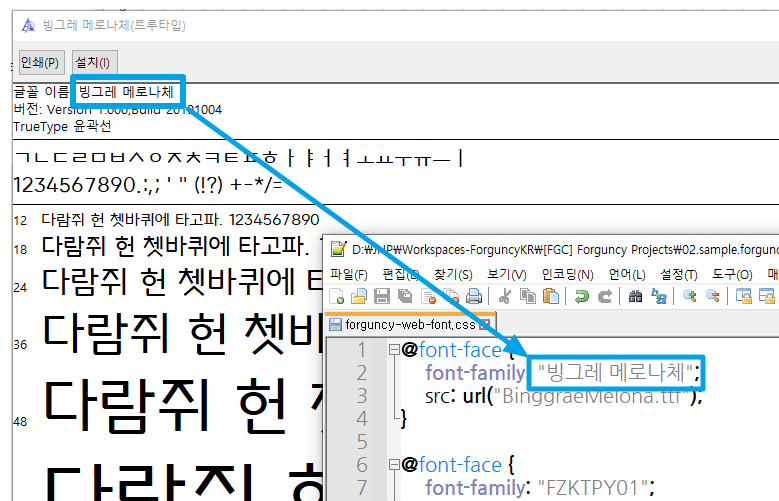 빙그레 메로나체(트루타입)
인쇄(P) 설치(I)
글꼴 이름: 빙그레 메로나체
버전: Version 1.000;Build 20191004
TrueType 윤곽선
ㄱㄴㄷㄹㅁㅂㅅㅇㅈㅊㅋㅌㅍㅎㅏㅑㅓㅕㅗㅛㅜㅠㅡㅣ
1234567890.:,; ' " (!?) +-*/=
12 다람쥐 헌 쳇바퀴에 타고파. 1234567890
18 다람쥐 헌 쳇바퀴에 타고파.
24 다람쥐 헌 쳇바퀴에
36 다람쥐 헌 쳇바
48 다람쥐 헌
다람쥐 헌
D:₩JNP₩Workspaces-ForguncyKR₩[FGC] Forguncy Projects₩02.sample.forgunc
파일(F) 편집(E) 찾기(S) 보기(V) 인코딩(N) 언어(L) 설정(T) 도구(O) 매
forguncy-web-font.css
1 @font-face {
2 font-family: "빙그레 메로나체";
3 src: url("BinggraeMelona.ttf");
4 }
5
6 @font-face {
7 font-family: "FZKTPY01";